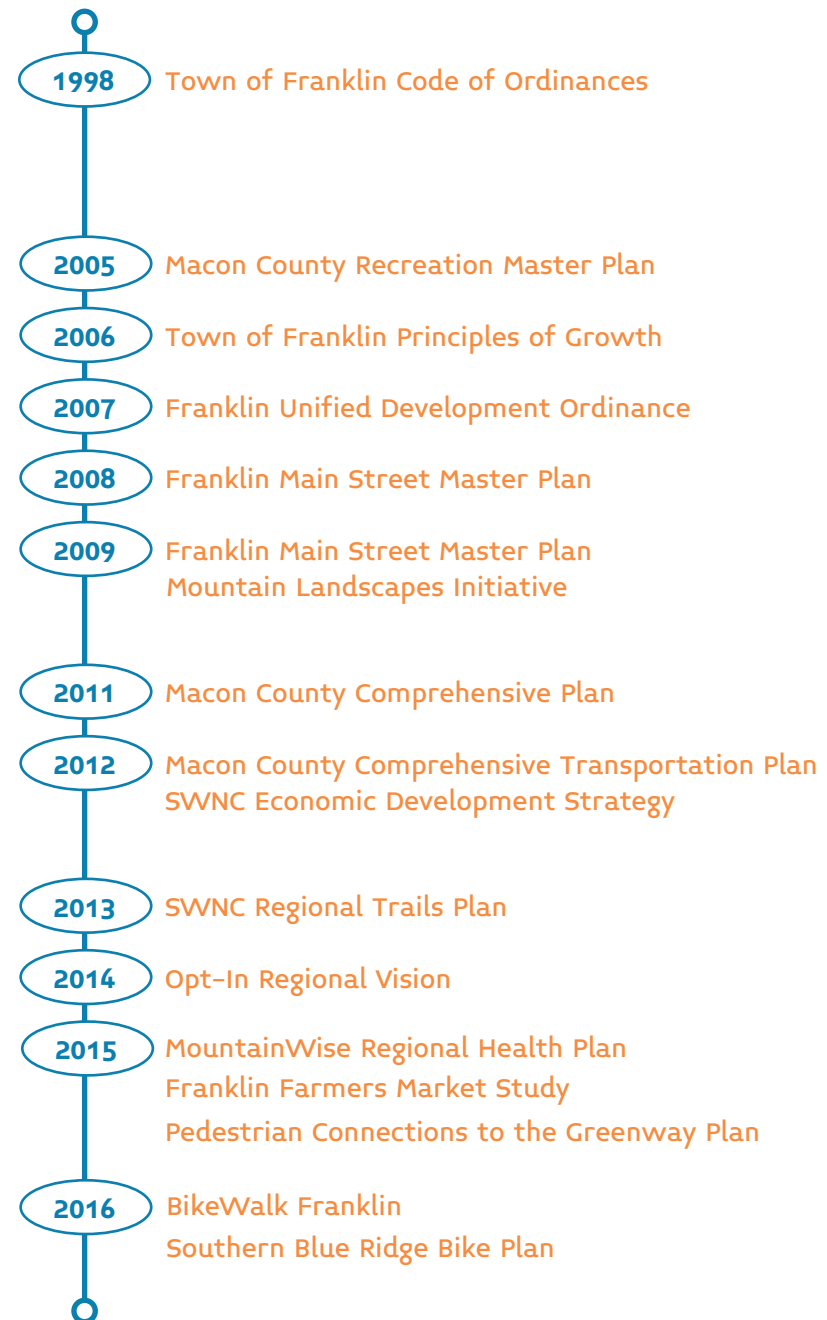 1998 Town of Franklin Code of Ordinances
2005 Macon County Recreation Master Plan
2006 Town of Franklin Principles of Growth
2007 Franklin Unified Development Ordinance
2008 Franklin Main Street Master Plan
2009 Franklin Main Street Master Plan
Mountain Landscapes Initiative
2011 Macon County Comprehensive Plan
2012 Macon County Comprehensive Transportation Plan
SWNC Economic Development Strategy
2013 SWNC Regional Trails Plan
2014 Opt-In Regional Vision
2015 MountainWise Regional Health Plan
Franklin Farmers Market Study
Pedestrian Connections to the Greenway Plan
2016 BikeWalk Franklin
Southern Blue Ridge Bike Plan